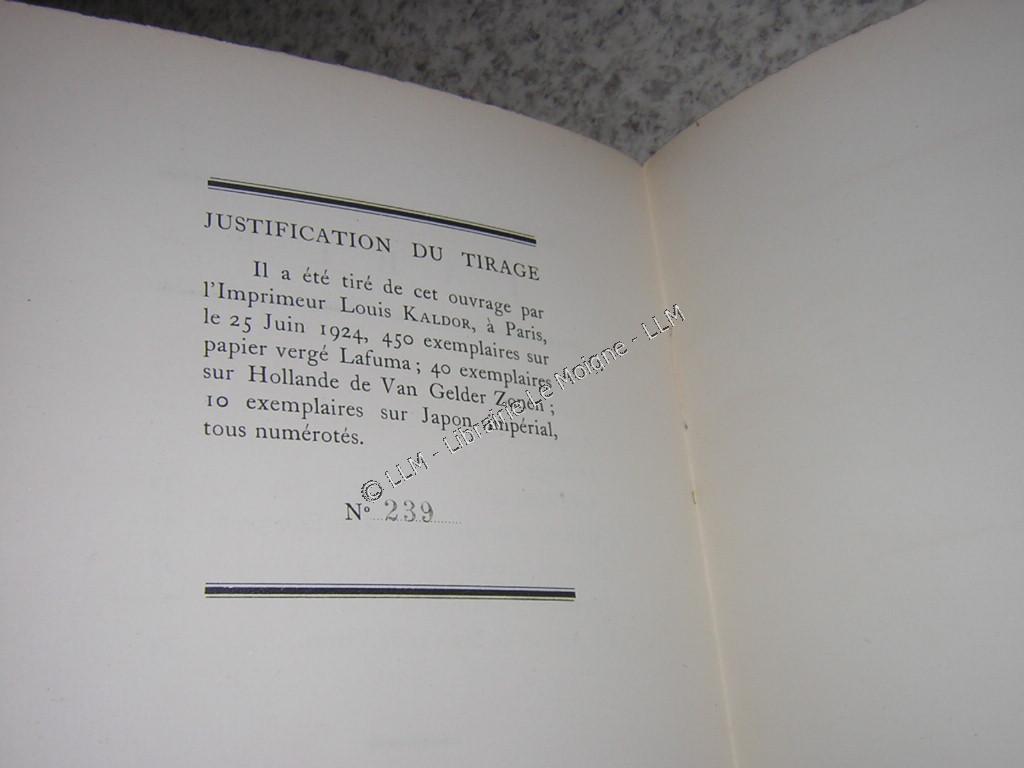 JUSTIFICATION DU TIRAGE
Il a été tiré de cet ouvrage par
l'Imprimeur Louis KALDOR, à Paris,
le 25 Juin 1924, 450 exemplaires sur
papier vergé Lafuma ; 40 exemplaires
sur Hollande de Van Gelder Zonen ;
10 exemplaires sur Japon impérial,
tous numérotés.
N° 239
© LLM - Librairie Le Moigne - LLM